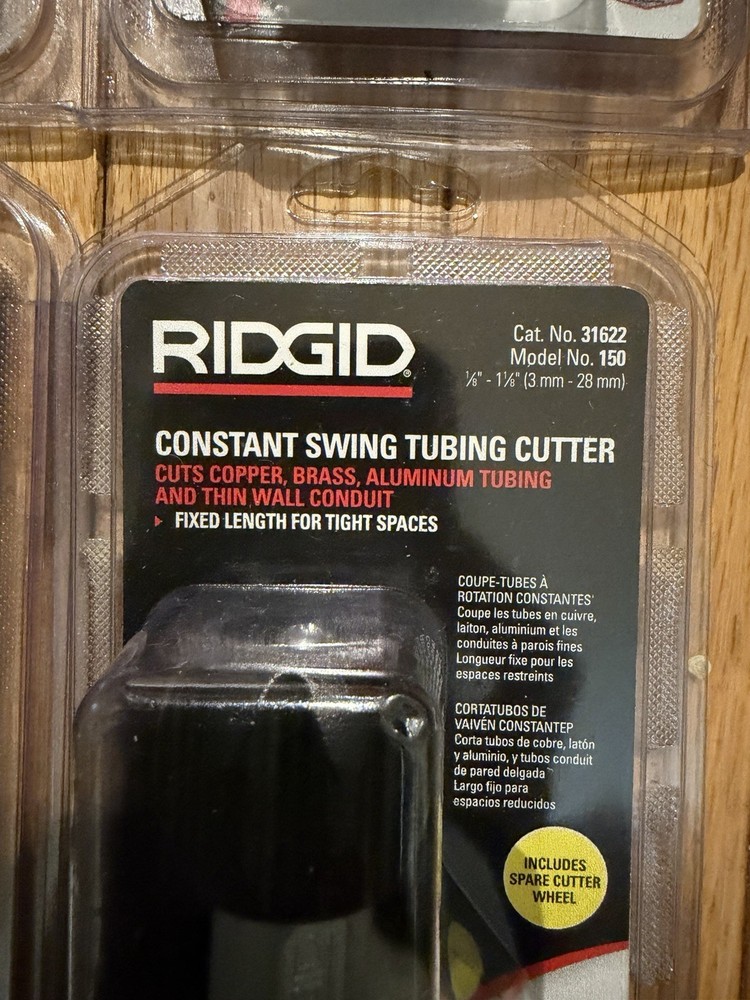 RIDGID®
Cat. No. 31622
Model No. 150
⅛" - 1⅛" (3 mm - 28 mm)
CONSTANT SWING TUBING CUTTER
CUTS COPPER, BRASS, ALUMINUM TUBING
AND THIN WALL CONDUIT
FIXED LENGTH FOR TIGHT SPACES
COUPE-TUBES À
ROTATION CONSTANTES
Coupe les tubes en cuivre,
laiton, aluminium et les
conduites à parois fines
Longueur fixe pour les
espaces restreints
CORTATUBOS DE
VAIVÉN CONSTANTEP
Corta tubos de cobre, latón
y aluminio, y tubos conduit
de pared delgada
Largo fijo para
espacios reducidos
INCLUDES
SPARE CUTTER
WHEEL